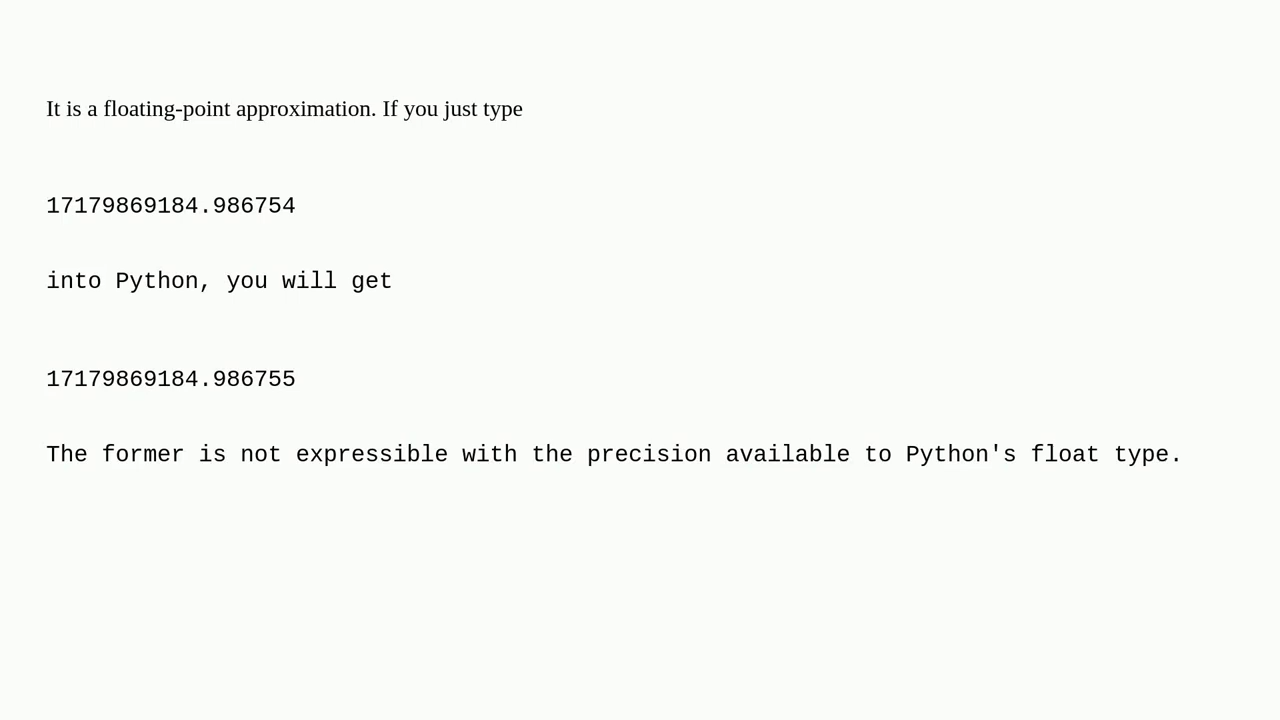 It is a floating-point approximation. If you just type
17179869184.986754
into Python, you will get
17179869184.986755
The former is not expressible with the precision available to Python's float type.